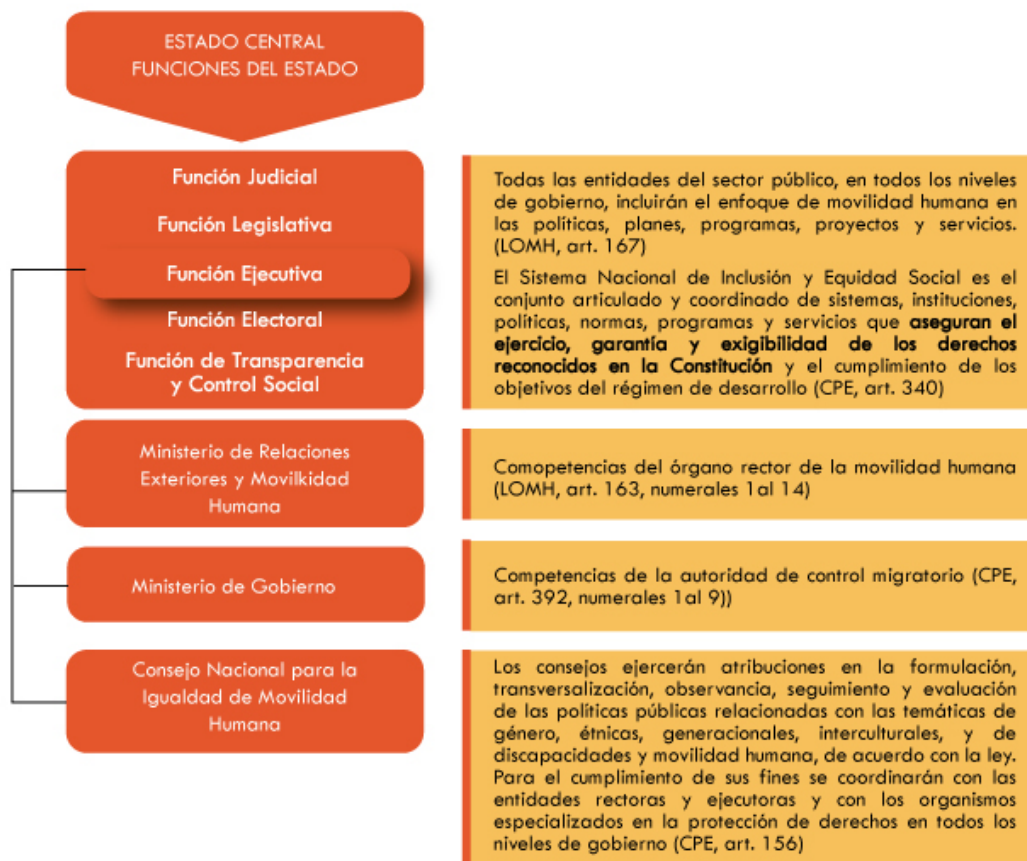 ESTADO CENTRAL
FUNCIONES DEL ESTADO
Función Judicial
Función Legislativa
Función Ejecutiva
Función Electoral
Función de Transparencia
y Control Social
Todas las entidades del sector público, en todos los niveles
de gobierno, incluirán el enfoque de movilidad humana en
las políticas, planes, programas, proyectos y servicios.
(LOMH, art. 167)
El Sistema Nacional de Inclusión y Equidad Social es el
conjunto articulado y coordinado de sistemas, instituciones,
políticas, normas, programas y servicios que aseguran el
ejercicio, garantía y exigibilidad de los derechos
reconocidos en la Constitución y el cumplimiento de los
objetivos del régimen de desarrollo (CPE, art. 340)
Ministerio de Relaciones
Exteriores y Movilkidad
Humana
Comopetencias del órgano rector de la movilidad humana
(LOMH, art. 163, numerales 1al 14)
Ministerio de Gobierno
Competencias de la autoridad de control migratorio (CPE,
art. 392, numerales 1al 9))
Consejo Nacional para la
Igualdad de Movilidad
Humana
Los consejos ejercerán atribuciones en la formulación,
transversalización, observancia, seguimiento y evaluación
de las políticas públicas relacionadas con las temáticas de
género, étnicas, generacionales, interculturales, y de
discapacidades y movilidad humana, de acuerdo con la ley.
Para el cumplimiento de sus fines se coordinarán con las
entidades rectoras y ejecutoras y con los organismos
especializados en la protección de derechos en todos los
niveles de gobierno (CPE, art. 156)